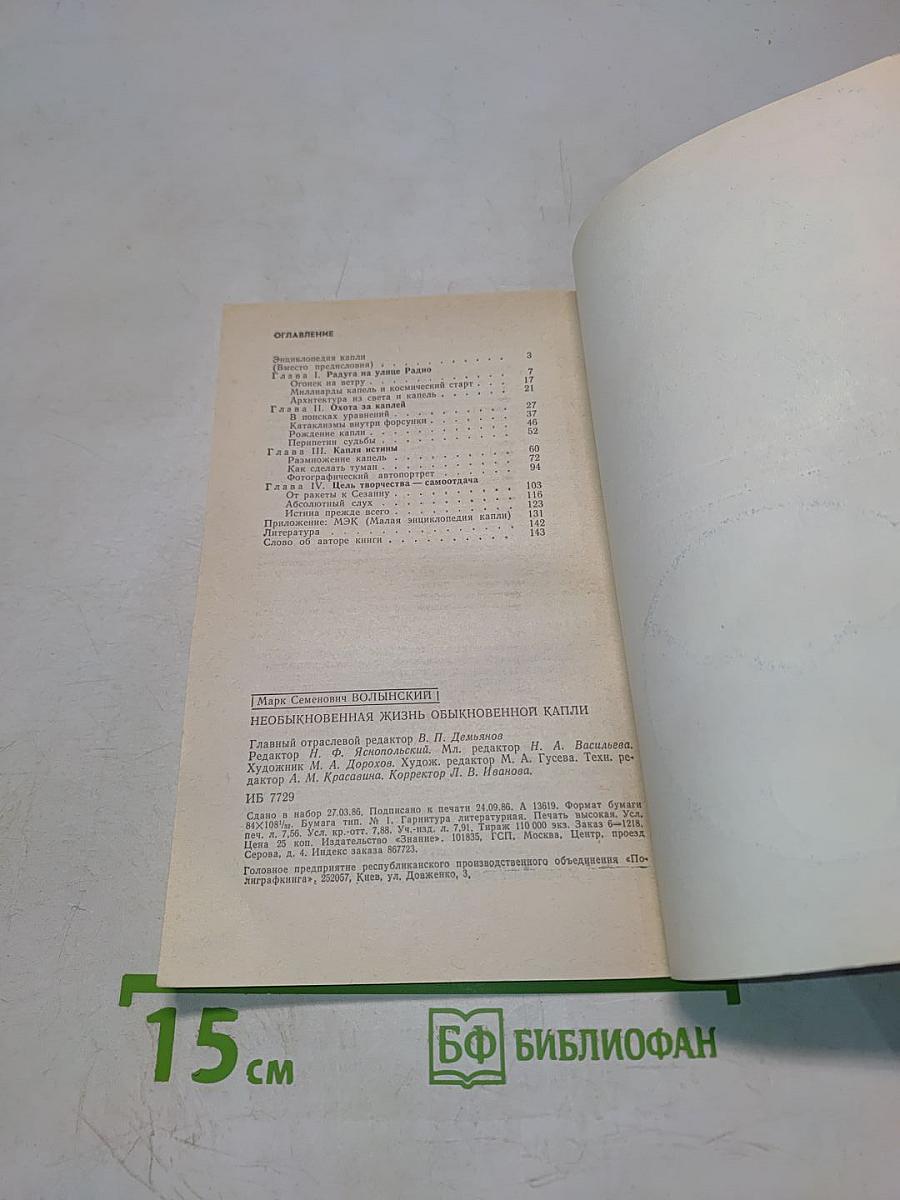 ОГЛАВЛЕНИЕ
Энциклопедия капли
(Вместо предисловия) . . . . . . . . . . 3
Глава I. Радуга на улице Радио
Огонек на ветру . . . . . . . . . . 7
Миллиарды капель и космический старт . . . 17
Архитектура из света и капель . . . . . . 21
Глава II. Охота за каплей
В поисках уравнений . . . . . . . . . 27
Катаклизмы внутри форсунки . . . . . . 37
Рождение капли . . . . . . . . . . 46
Перипетии судьбы . . . . . . . . . . 52
Глава III. Капля истины
Размножение капель . . . . . . . . . 60
Как сделать туман . . . . . . . . . . 72
Фотографический автопортрет . . . . . . 94
Глава IV. Цель творчества — самоотдача
От ракеты к Сезанну . . . . . . . . . 103
Абсолютный слух . . . . . . . . . . 116
Истина прежде всего . . . . . . . . . 123
Приложение: МЭК (Малая энциклопедия капли) . . 131
Литература . . . . . . . . . . . . . 142
Слово об авторе книги . . . . . . . . . . 143
Марк Семенович ВОЛЫНСКИЙ
НЕОБЫКНОВЕННАЯ ЖИЗНЬ ОБЫКНОВЕННОЙ КАПЛИ
Главный отраслевой редактор В. П. Демьянов
Редактор Н. Ф. Яснопольский. Мл. редактор Н. А. Васильева.
Художник М. А. Дорохов. Худож. редактор М. А. Гусева. Техн. ре-
дактор А. М. Красавина. Корректор Л. В. Иванова.
ИБ 7729
Сдано в набор 27.03.86. Подписано к печати 24.09.86. А 13619. Формат бумаги
84×108¹/₃₂. Бумага тип. № 1. Гарнитура литературная. Печать высокая. Усл.
печ. л. 7,56. Усл. кр.-отт. 7,88. Уч.-изд. л. 7,91. Тираж 110 000 экз. Заказ 6—1218.
Цена 25 коп. Издательство «Знание». 101835, ГСП, Москва, Центр, проезд
Серова, д. 4. Индекс заказа 867723.
Головное предприятие республиканского производственного объединения «По-
лиграфкнига», 252057, Киев, ул. Довженко, 3.
15 см
БФ БИБЛИОФАН